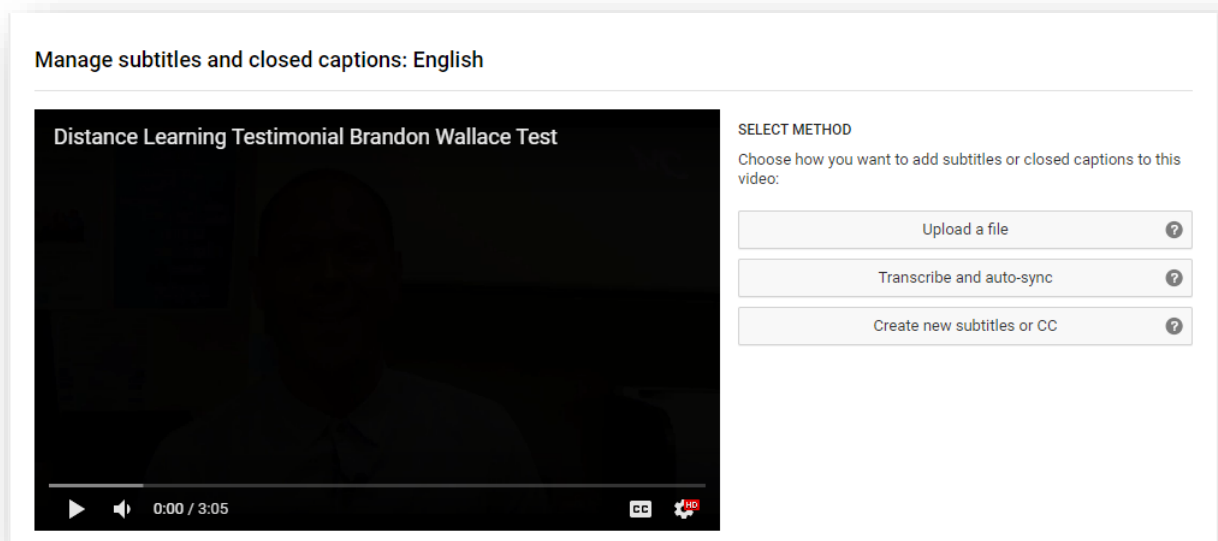 Manage subtitles and closed captions: English
Distance Learning Testimonial Brandon Wallace Test
0:00 / 3:05
CC
HD
SELECT METHOD
Choose how you want to add subtitles or closed captions to this
video:
Upload a file
?
Transcribe and auto-sync
?
Create new subtitles or CC
?